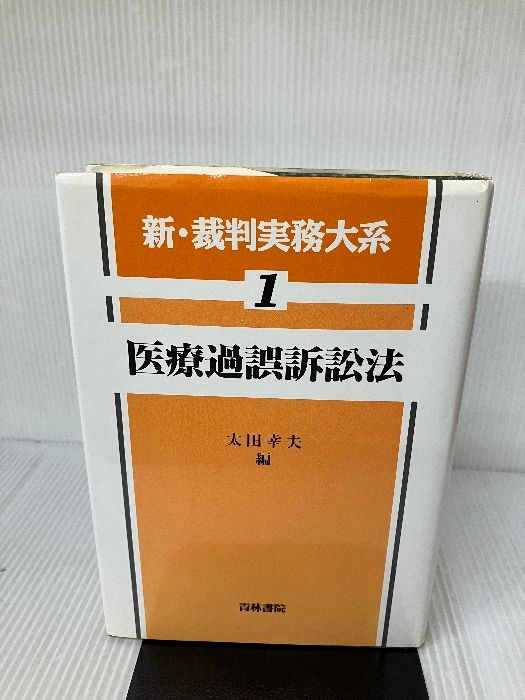 新・裁判実務大系
1
医療過誤訴訟法
太田幸夫
編
青林書院